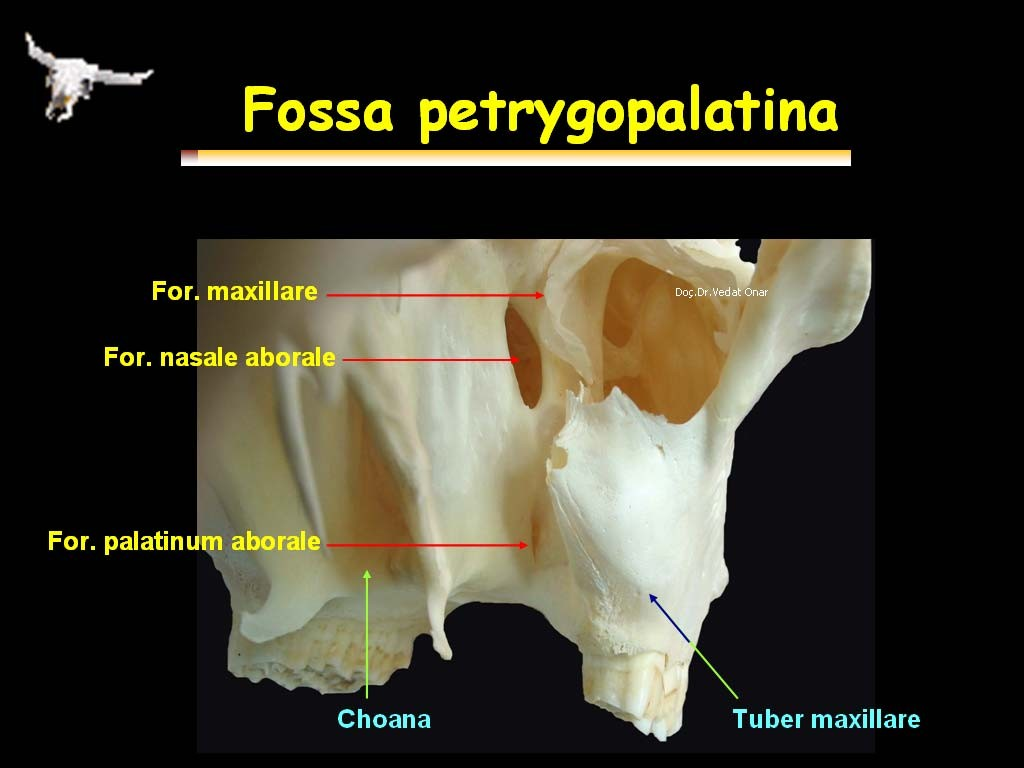 Fossa petrygopalatina
For. maxillare
Doç.Dr.Vedat Onar
For. nasale aborale
For. palatinum aborale
Choana
Tuber maxillare